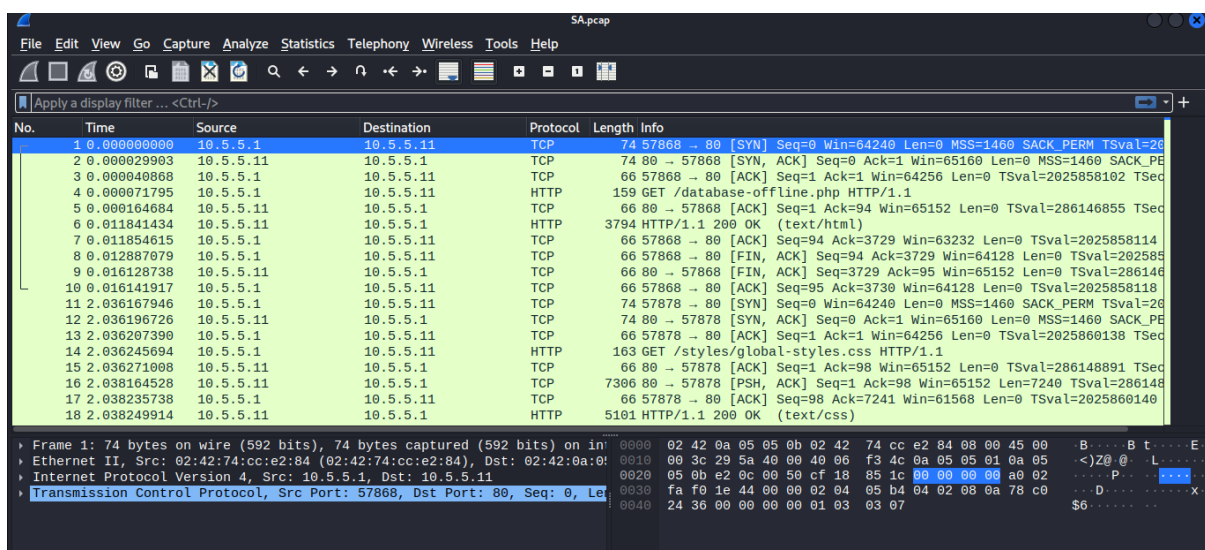 SA.pcap
File Edit View Go Capture Analyze Statistics Telephony Wireless Tools Help
Apply a display filter ... <Ctrl-/>
No. Time Source Destination Protocol Length Info
1 0.000000000 10.5.5.1 10.5.5.11 TCP 74 57868 → 80 [SYN] Seq=0 Win=64240 Len=0 MSS=1460 SACK_PERM TSval=20
2 0.000029903 10.5.5.11 10.5.5.1 TCP 74 80 → 57868 [SYN, ACK] Seq=0 Ack=1 Win=65160 Len=0 MSS=1460 SACK_PE
3 0.000040868 10.5.5.1 10.5.5.11 TCP 66 57868 → 80 [ACK] Seq=1 Ack=1 Win=64256 Len=0 TSval=2025858102 TSec
4 0.000071795 10.5.5.1 10.5.5.11 HTTP 159 GET /database-offline.php HTTP/1.1
5 0.000164684 10.5.5.11 10.5.5.1 TCP 66 80 → 57868 [ACK] Seq=1 Ack=94 Win=65152 Len=0 TSval=286146855 TSec
6 0.011841434 10.5.5.11 10.5.5.1 HTTP 3794 HTTP/1.1 200 OK (text/html)
7 0.011854615 10.5.5.1 10.5.5.11 TCP 66 57868 → 80 [ACK] Seq=94 Ack=3729 Win=63232 Len=0 TSval=2025858114
8 0.012887079 10.5.5.1 10.5.5.11 TCP 66 57868 → 80 [FIN, ACK] Seq=94 Ack=3729 Win=64128 Len=0 TSval=202585
9 0.016128738 10.5.5.11 10.5.5.1 TCP 66 80 → 57868 [FIN, ACK] Seq=3729 Ack=95 Win=65152 Len=0 TSval=286146
10 0.016141917 10.5.5.1 10.5.5.11 TCP 66 57868 → 80 [ACK] Seq=95 Ack=3730 Win=64128 Len=0 TSval=2025858118
11 2.036167946 10.5.5.1 10.5.5.11 TCP 74 57878 → 80 [SYN] Seq=0 Win=64240 Len=0 MSS=1460 SACK_PERM TSval=20
12 2.036196726 10.5.5.11 10.5.5.1 TCP 74 80 → 57878 [SYN, ACK] Seq=0 Ack=1 Win=65160 Len=0 MSS=1460 SACK_PE
13 2.036207390 10.5.5.1 10.5.5.11 TCP 66 57878 → 80 [ACK] Seq=1 Ack=1 Win=64256 Len=0 TSval=2025860138 TSec
14 2.036245694 10.5.5.1 10.5.5.11 HTTP 163 GET /styles/global-styles.css HTTP/1.1
15 2.036271008 10.5.5.11 10.5.5.1 TCP 66 80 → 57878 [ACK] Seq=1 Ack=98 Win=65152 Len=0 TSval=286148891 TSec
16 2.038164528 10.5.5.11 10.5.5.1 TCP 7306 80 → 57878 [PSH, ACK] Seq=1 Ack=98 Win=65152 Len=7240 TSval=286148
17 2.038235738 10.5.5.1 10.5.5.11 TCP 66 57878 → 80 [ACK] Seq=98 Ack=7241 Win=61568 Len=0 TSval=2025860140
18 2.038249914 10.5.5.11 10.5.5.1 HTTP 5101 HTTP/1.1 200 OK (text/css)
Frame 1: 74 bytes on wire (592 bits), 74 bytes captured (592 bits) on in
Ethernet II, Src: 02:42:74:cc:e2:84 (02:42:74:cc:e2:84), Dst: 02:42:0a:0
Internet Protocol Version 4, Src: 10.5.5.1, Dst: 10.5.5.11
Transmission Control Protocol, Src Port: 57868, Dst Port: 80, Seq: 0, Le
0000 02 42 0a 05 05 0b 02 42 74 cc e2 84 08 00 45 00 ·B·····B t·····E·
0010 00 3c 29 5a 40 00 40 06 f3 4c 0a 05 05 01 0a 05 ·<)Z@·@· ·L······
0020 05 0b e2 0c 00 50 cf 18 85 1c 00 00 00 00 a0 02 ·····P·· ········
0030 fa f0 1e 44 00 00 02 04 05 b4 04 02 08 0a 78 c0 ···D···· ······x·
0040 24 36 00 00 00 00 01 03 03 07 $6······ ··